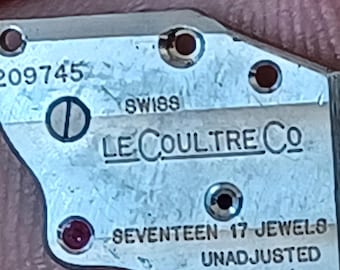 209745
SWISS
LECOULTRE CO
SEVENTEEN 17 JEWELS
UNADJUSTED